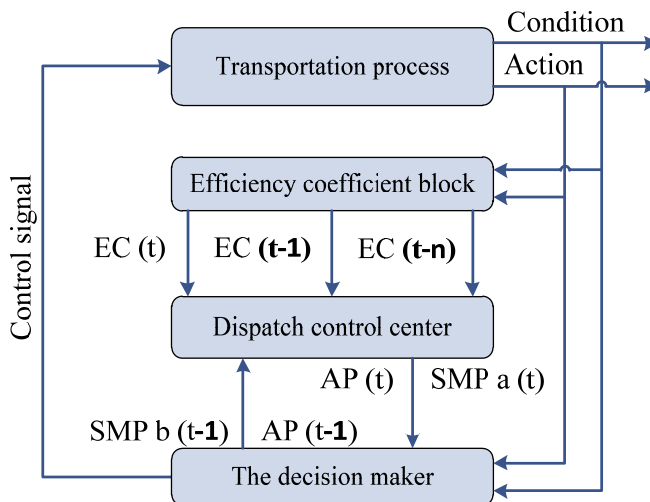 Condition
Transportation process
Action
Efficiency coefficient block
EC (t) EC (t-1) EC (t-n)
Control signal
Dispatch control center
AP (t) SMP a (t)
SMP b (t-1) AP (t-1)
The decision maker